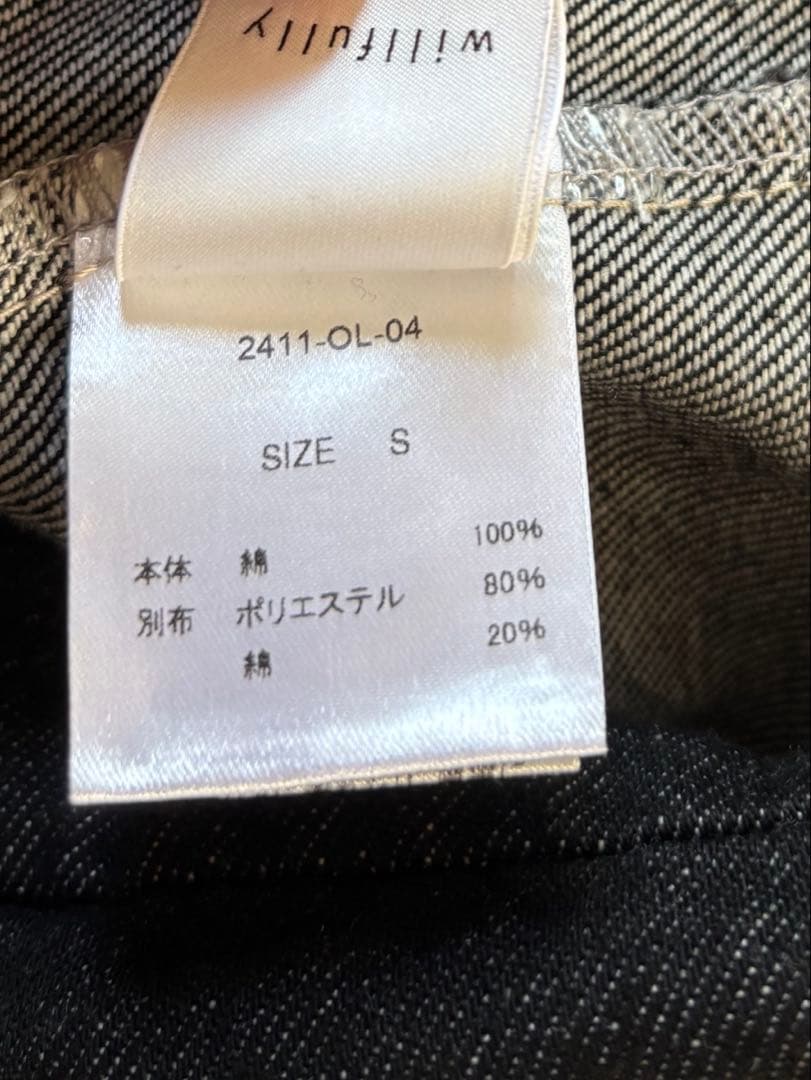 willfully
2411-OL-04
SIZE S
本体 綿 100%
別布 ポリエステル 80%
綿 20%